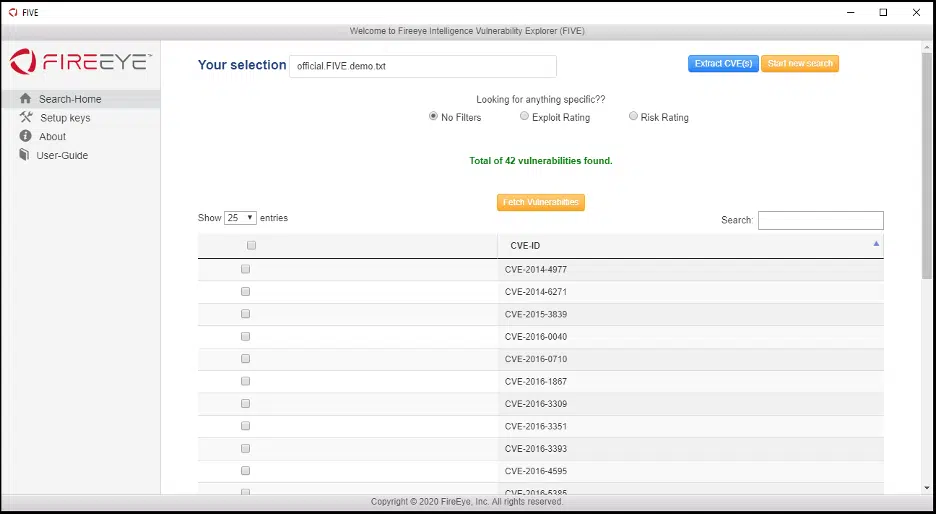 FIVE
Welcome to Fireeye Intelligence Vulnerability Explorer (FIVE)
FIREEYE™
Search-Home
Setup keys
About
User-Guide
Your selection official.FIVE.demo.txt Extract CVE(s) Start new search
Looking for anything specific??
No Filters Exploit Rating Risk Rating
Total of 42 vulnerabilities found.
Fetch Vulnerabilties
Show 25 entries Search:
CVE-ID
CVE-2014-4977
CVE-2014-6271
CVE-2015-3839
CVE-2016-0040
CVE-2016-0710
CVE-2016-1867
CVE-2016-3309
CVE-2016-3351
CVE-2016-3393
CVE-2016-4595
CVE-2016-5385
Copyright © 2020 FireEye, Inc. All rights reserved.